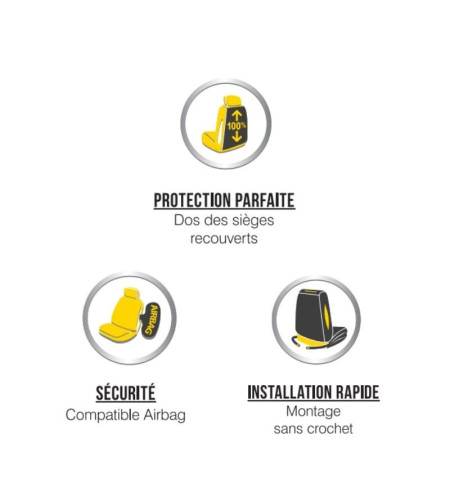 100%
PROTECTION PARFAITE
Dos des sièges
recouverts
AIRBAG
SÉCURITÉ
Compatible Airbag
INSTALLATION RAPIDE
Montage
sans crochet